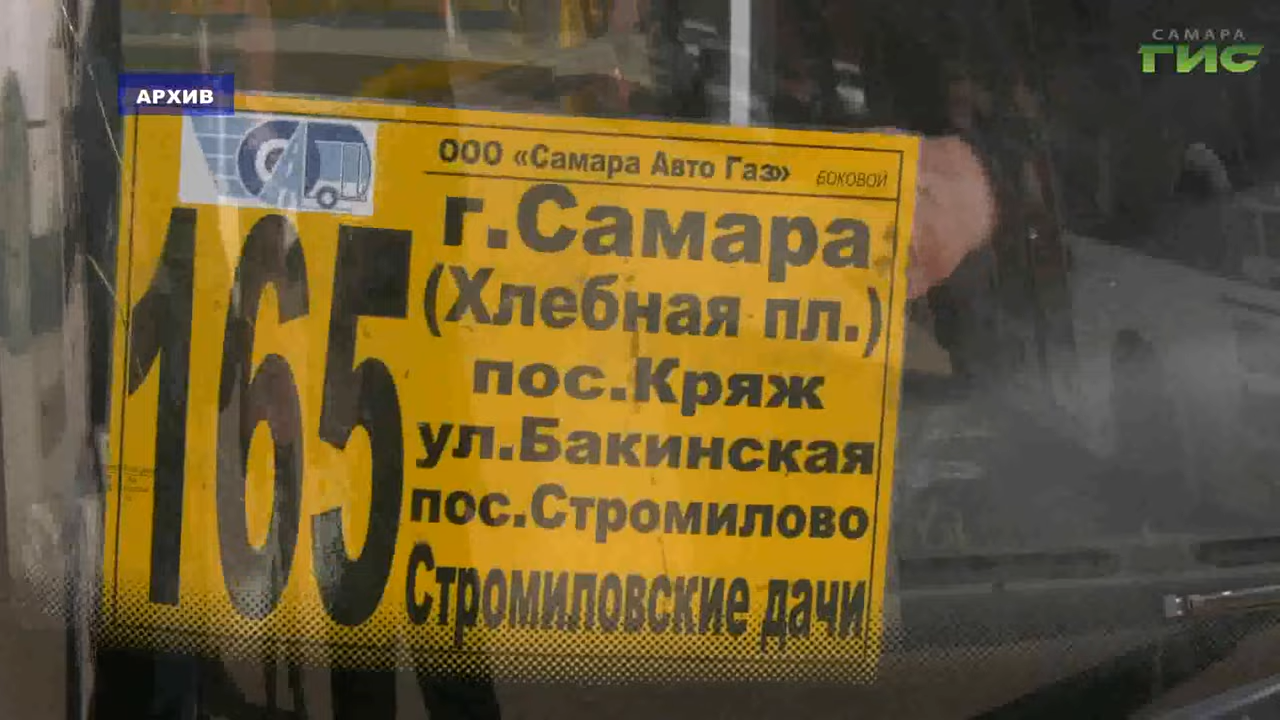 САМАРА
ГИС
АРХИВ
ООО «Самара Авто Газ»
БОКОВОЙ
165
г.Самара
(Хлебная пл.)
пос.Кряж
ул.Бакинская
пос.Стромилово
Стромиловские дачи